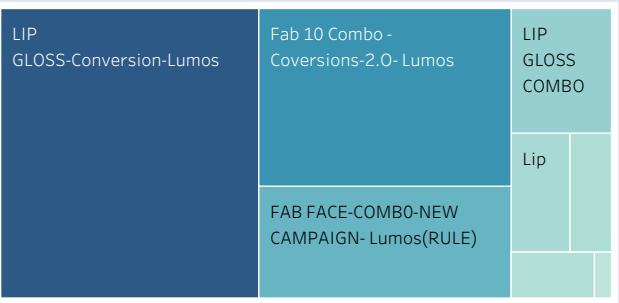 LIP
GLOSS-Conversion-Lumos
Fab 10 Combo -
Coversions-2.O- Lumos
FAB FACE-COMB0-NEW
CAMPAIGN- Lumos(RULE)
LIP
GLOSS
COMBO
Lip